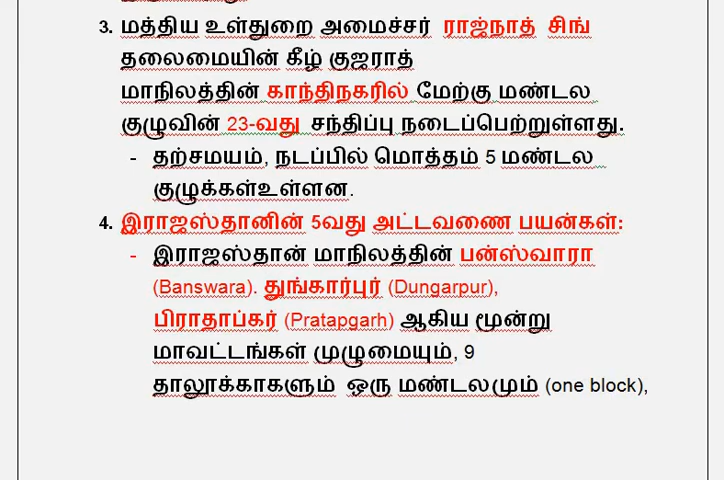 3. மத்திய உள்துறை அமைச்சர் ராஜ்நாத் சிங்
தலைமையின் கீழ் குஜராத்
மாநிலத்தின் காந்திநகரில் மேற்கு மண்டல
குழுவின் 23-வது சந்திப்பு நடைப்பெற்றுள்ளது.
- தற்சமயம், நடப்பில் மொத்தம் 5 மண்டல
குழுக்கள்உள்ளன.
4. இராஜஸ்தானின் 5வது அட்டவணை பயன்கள்:
- இராஜஸ்தான் மாநிலத்தின் பன்ஸ்வாரா
(Banswara). துங்கார்புர் (Dungarpur),
பிராதாப்கர் (Pratapgarh) ஆகிய மூன்று
மாவட்டங்கள் முழுமையும், 9
தாலூக்காகளும் ஒரு மண்டலமும் (one block),